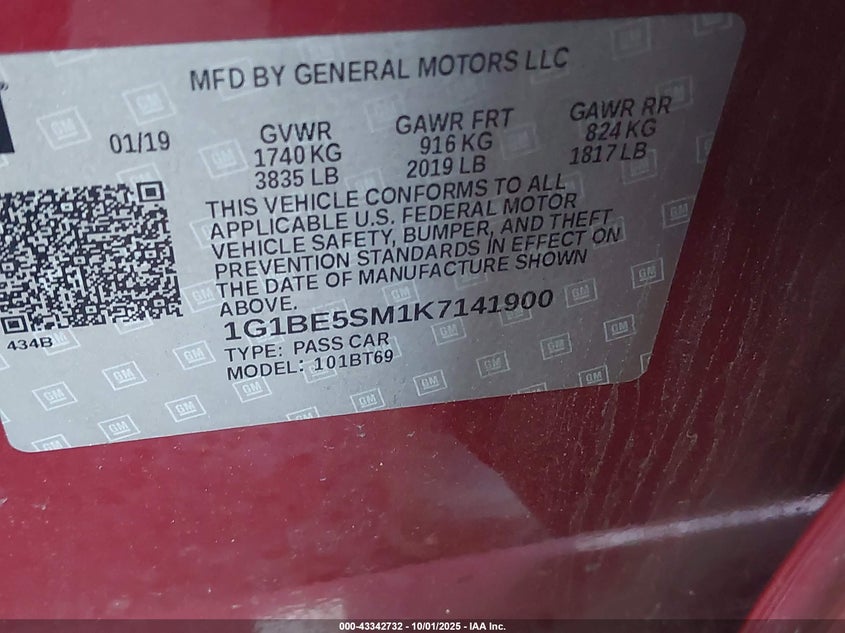 MFD BY GENERAL MOTORS LLC
01/19 GVWR GAWR FRT GAWR RR
1740 KG 916 KG 824 KG
3835 LB 2019 LB 1817 LB
THIS VEHICLE CONFORMS TO ALL
APPLICABLE U.S. FEDERAL MOTOR
VEHICLE SAFETY, BUMPER, AND THEFT
PREVENTION STANDARDS IN EFFECT ON
THE DATE OF MANUFACTURE SHOWN
ABOVE.
1G1BE5SM1K7141900
434B
TYPE: PASS CAR
MODEL: 101BT69
000-43342732 - 10/01/2025 - IAA Inc.